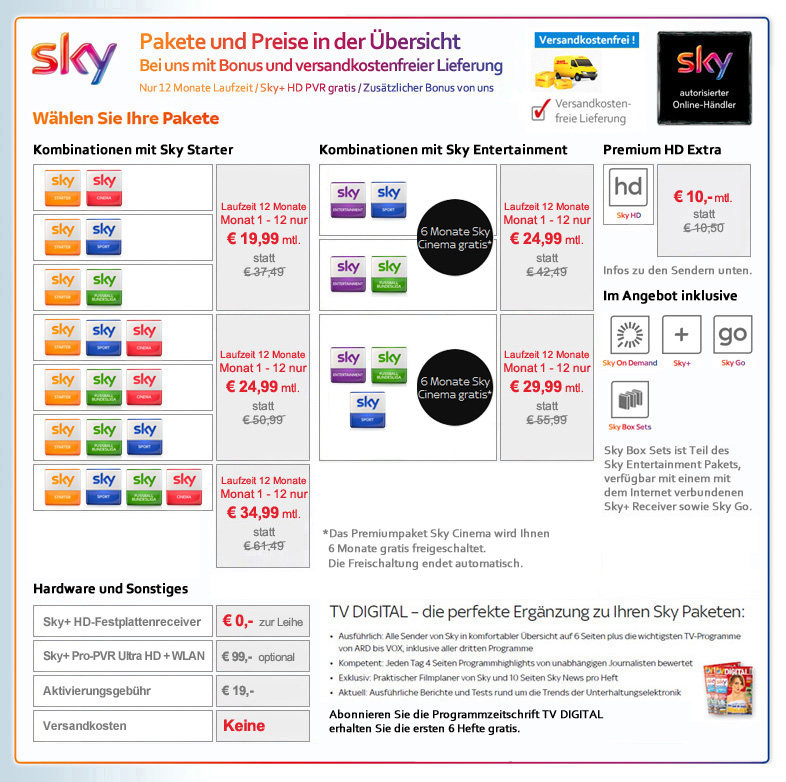 sky
Pakete und Preise in der Übersicht
Bei uns mit Bonus und versandkostenfreier Lieferung
Nur 12 Monate Laufzeit / Sky+ HD PVR gratis / Zusätzlicher Bonus von uns
Versandkostenfrei !
Versandkosten-
freie Lieferung
sky
autorisierter
Online-Händler
Wählen Sie Ihre Pakete
Kombinationen mit Sky Starter
sky STARTER sky CINEMA
sky STARTER sky SPORT
sky STARTER sky FUSSBALL BUNDESLIGA
Laufzeit 12 Monate
Monat 1 - 12 nur
€ 19,99 mtl.
statt
€ 37,49
sky STARTER sky SPORT sky CINEMA
sky STARTER sky FUSSBALL BUNDESLIGA sky CINEMA
sky STARTER sky FUSSBALL BUNDESLIGA sky SPORT
Laufzeit 12 Monate
Monat 1 - 12 nur
€ 24,99 mtl.
statt
€ 50,99
sky STARTER sky SPORT sky FUSSBALL BUNDESLIGA sky CINEMA
Laufzeit 12 Monate
Monat 1 - 12 nur
€ 34,99 mtl.
statt
€ 61,49
Kombinationen mit Sky Entertainment
sky ENTERTAINMENT sky SPORT
sky ENTERTAINMENT sky FUSSBALL BUNDESLIGA
6 Monate Sky
Cinema gratis*
Laufzeit 12 Monate
Monat 1 - 12 nur
€ 24,99 mtl.
statt
€ 42,49
sky ENTERTAINMENT sky FUSSBALL BUNDESLIGA
sky SPORT
6 Monate Sky
Cinema gratis*
Laufzeit 12 Monate
Monat 1 - 12 nur
€ 29,99 mtl.
statt
€ 55,99
*Das Premiumpaket Sky Cinema wird Ihnen
6 Monate gratis freigeschaltet.
Die Freischaltung endet automatisch.
Premium HD Extra
hd
Sky HD
€ 10,- mtl.
statt
€ 10,50
Infos zu den Sendern unten.
Im Angebot inklusive
+ go
Sky On Demand Sky+ Sky Go
Sky Box Sets
Sky Box Sets ist Teil des
Sky Entertainment Pakets,
verfügbar mit einem mit
dem Internet verbundenen
Sky+ Receiver sowie Sky Go.
Hardware und Sonstiges
Sky+ HD-Festplattenreceiver € 0,- zur Leihe
Sky+ Pro-PVR Ultra HD + WLAN € 99,- optional
Aktivierungsgebühr € 19,-
Versandkosten Keine
TV DIGITAL – die perfekte Ergänzung zu Ihren Sky Paketen:
• Ausführlich: Alle Sender von Sky in komfortabler Übersicht auf 6 Seiten plus die wichtigsten TV-Programme
von ARD bis VOX, inklusive aller dritten Programme
• Kompetent: Jeden Tag 4 Seiten Programmhighlights von unabhängigen Journalisten bewertet
• Exklusiv: Praktischer Filmplaner von Sky und 10 Seiten Sky News pro Heft
• Aktuell: Ausführliche Berichte und Tests rund um die Trends der Unterhaltungselektronik
Abonnieren Sie die Programmzeitschrift TV DIGITAL
erhalten Sie die ersten 6 Hefte gratis.
DIGITAL